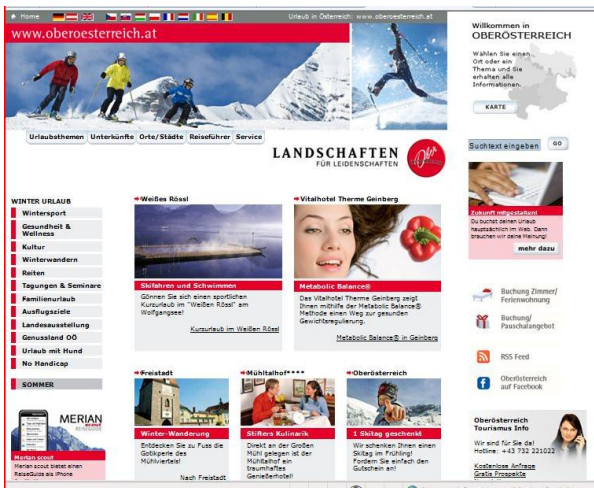 Home
Urlaub in Österreich: www.oberoesterreich.at
www.oberoesterreich.at
Urlaubsthemen Unterkünfte Orte/Städte Reiseführer Service
LANDSCHAFTEN
FÜR LEIDENSCHAFTEN
Ober
WINTER URLAUB
Wintersport
Gesundheit &
Wellness
Kultur
Winterwandern
Reiten
Tagungen & Seminare
Familienurlaub
Ausflugsziele
Landesausstellung
Genussland OÖ
Urlaub mit Hund
No Handicap
SOMMER
MERIAN
scout
Merian scout
Merian scout bietet einen
ReiseGuide als iPhone
Weißes Rössl
Skifahren und Schwimmen
Gönnen Sie sich einen sportlichen
Kurzurlaub im "Weißen Rössl" am
Wolfgangsee!
Kurzurlaub im Weißen Rössl
Vitalhotel Therme Geinberg
Metabolic Balance®
Das Vitalhotel Therme Geinberg zeigt
Ihnen mithilfe der Metabolic Balance®
Methode einen Weg zur gesunden
Gewichtsregulierung.
Metabolic Balance® in Geinberg
Freistadt
Winter-Wanderung
Entdecken Sie zu Fuss die
Gotikperle des
Mühlviertels!
Nach Freistadt
Mühltalhof****
Stifters Kulinarik
Direkt an der Großen
Mühl gelegen ist der
Mühltalhof ein
traumhaftes
Genießerhotel!
Oberösterreich
1 Skitag geschenkt
Wir schenken Ihnen einen
Skitag im Frühling!
Fordern Sie einfach den
Gutschein an!
Willkommen in
OBERÖSTERREICH
Wählen Sie einen
Ort oder ein
Thema und Sie
erhalten alle
Informationen.
KARTE
Suchtext eingeben GO
Zukunft mitgestalten!
Du buchst deinen Urlaub
hauptsächlich im Web. Dann
brauchen wir deine Meinung!
mehr dazu
Buchung Zimmer/
Ferienwohnung
Buchung/
Pauschalangebot
RSS Feed
Oberösterreich
auf Facebook
Oberösterreich
Tourismus Info
Wir sind für Sie da!
Hotline: +43 732 221022
Kostenlose Anfrage
Gratis Prospekte